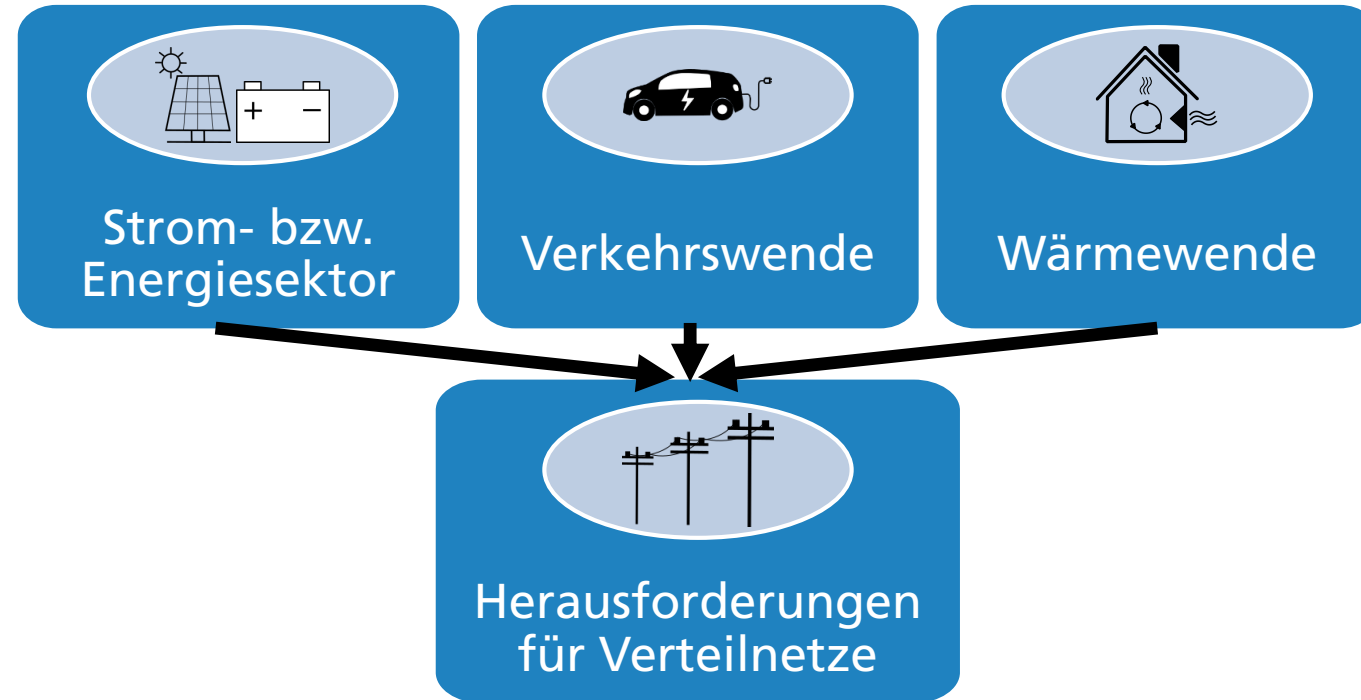 Strom- bzw.
Energiesektor
Verkehrswende
Wärmewende
Herausforderungen
für Verteilnetze